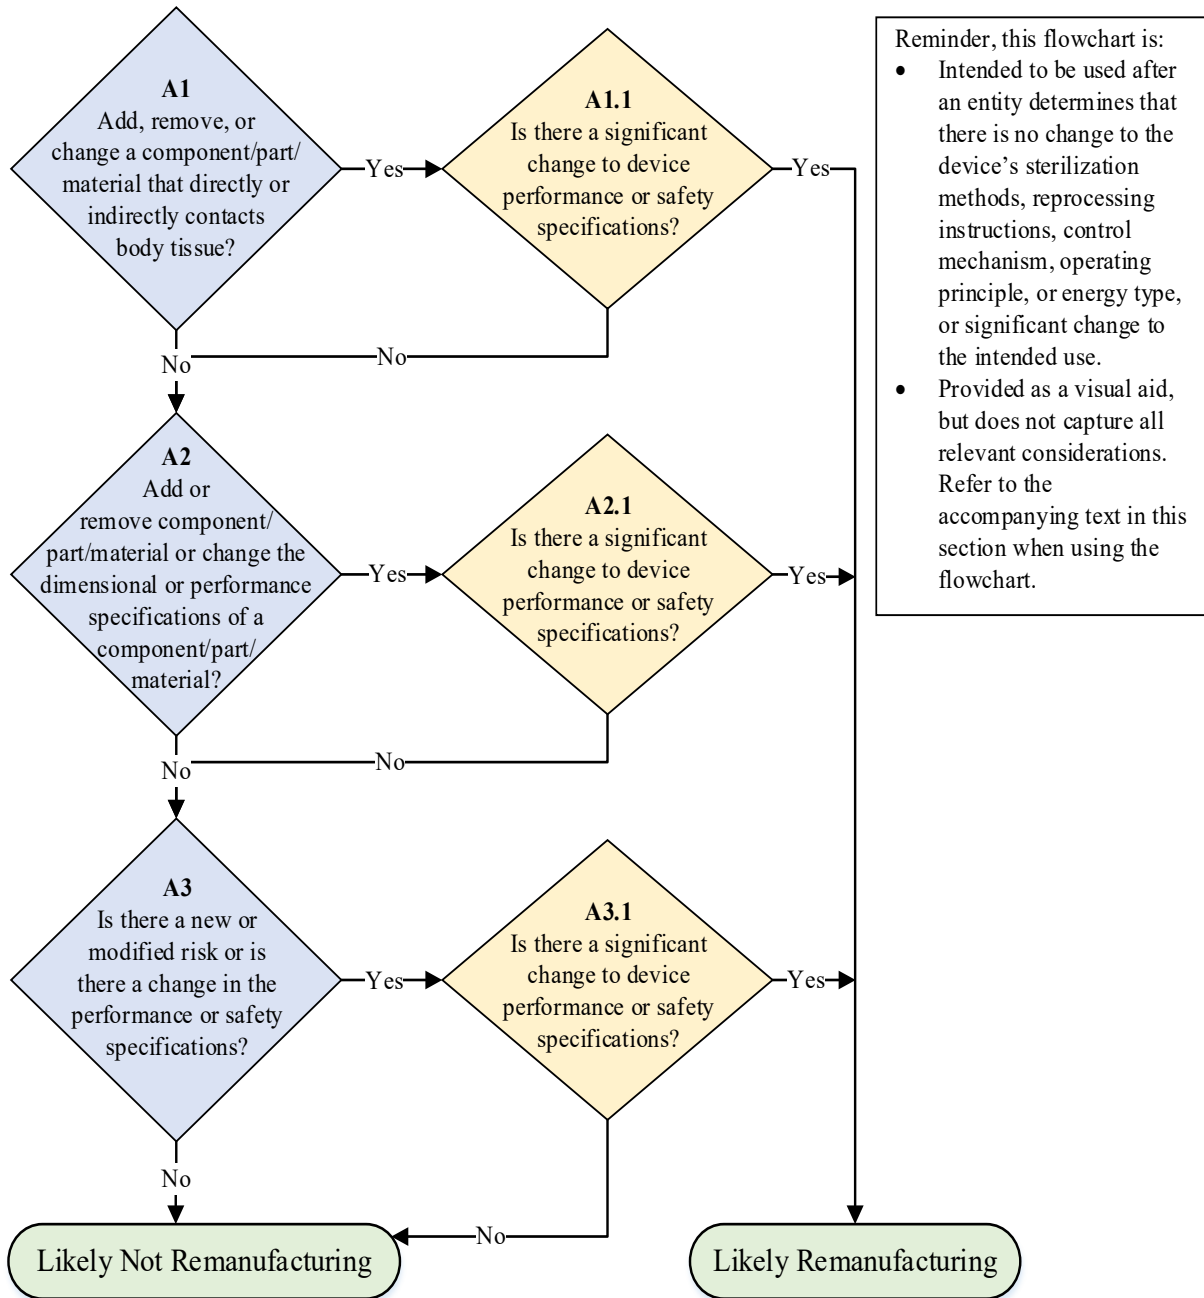 A1
Add, remove, or
change a component/part/
material that directly or
indirectly contacts
body tissue?
Yes
A1.1
Is there a significant
change to device
performance or safety
specifications?
Yes
No
No
A2
Add or
remove component/
part/material or change the
dimensional or performance
specifications of a
component/part/
material?
Yes
A2.1
Is there a significant
change to device
performance or safety
specifications?
Yes
No
No
A3
Is there a new or
modified risk or is
there a change in the
performance or safety
specifications?
Yes
A3.1
Is there a significant
change to device
performance or safety
specifications?
Yes
No
No
Likely Not Remanufacturing
Likely Remanufacturing
Reminder, this flowchart is:
• Intended to be used after
an entity determines that
there is no change to the
device’s sterilization
methods, reprocessing
instructions, control
mechanism, operating
principle, or energy type,
or significant change to
the intended use.
• Provided as a visual aid,
but does not capture all
relevant considerations.
Refer to the
accompanying text in this
section when using the
flowchart.